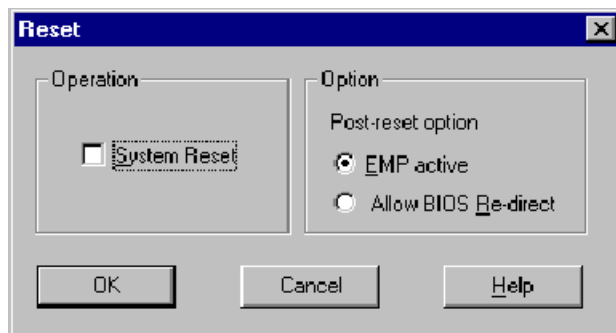 Reset
Operation
System Reset
Option
Post-reset option
EMP active
Allow BIOS Re-direct
OK
Cancel
Help